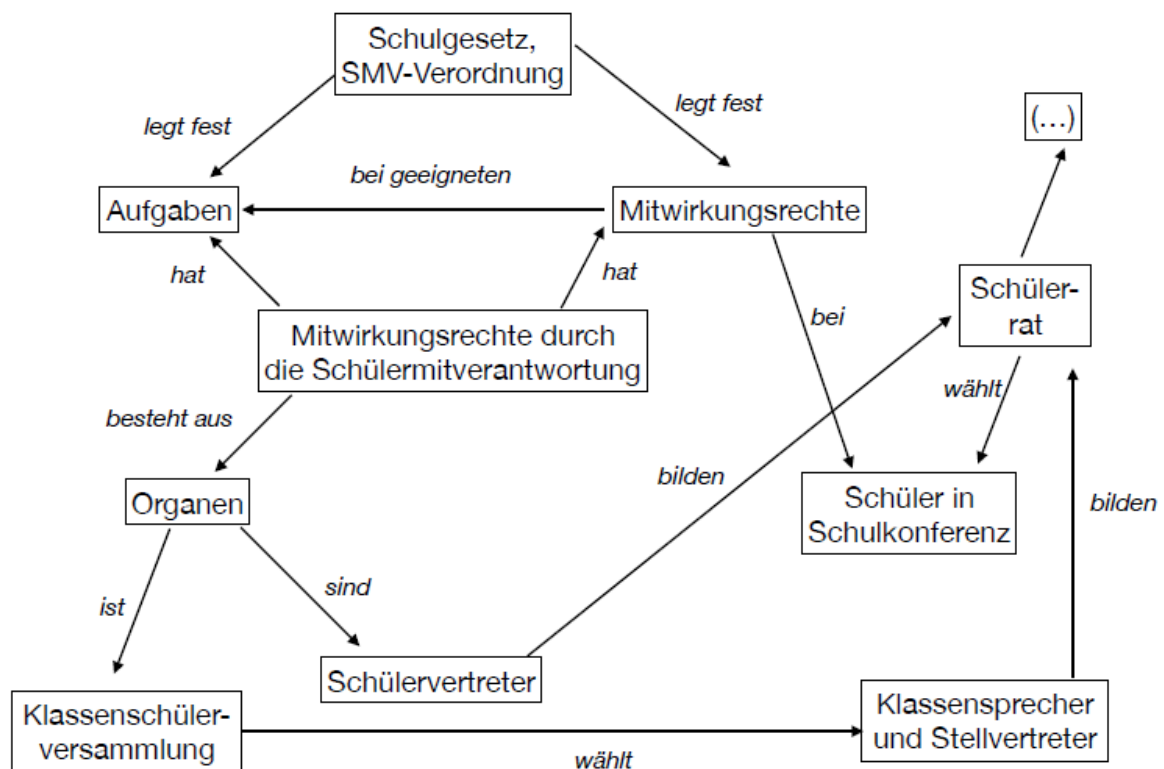 Schulgesetz,
SMV-Verordnung
legt fest
legt fest
(...)
bei geeigneten
Aufgaben
Mitwirkungsrechte
hat
hat
Schüler-
rat
bei
Mitwirkungsrechte durch
die Schülermitverantwortung
besteht aus
wählt
bilden
Organen
Schüler in
Schulkonferenz
bilden
ist
sind
Schülervertreter
Klassenschüler-
versammlung
wählt
Klassensprecher
und Stellvertreter